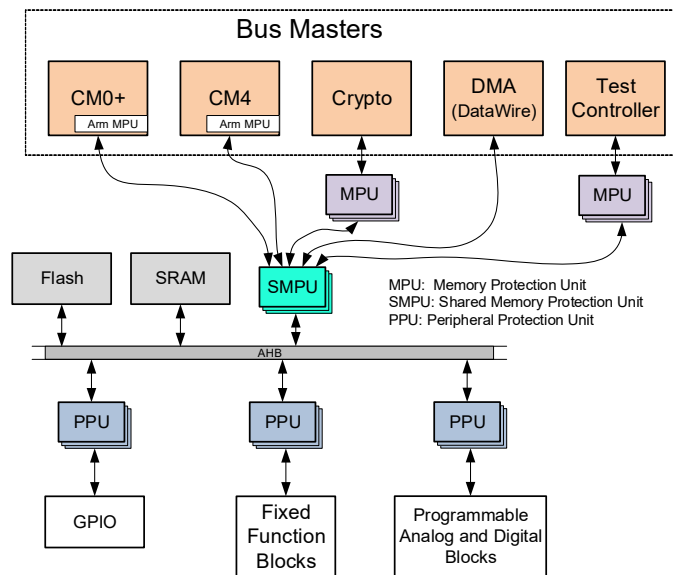 Bus Masters
CM0+
Arm MPU
CM4
Arm MPU
Crypto
DMA
(DataWire)
Test
Controller
MPU
MPU
Flash
SRAM
SMPU
MPU: Memory Protection Unit
SMPU: Shared Memory Protection Unit
PPU: Peripheral Protection Unit
AHB
PPU
PPU
PPU
GPIO
Fixed
Function
Blocks
Programmable
Analog and Digital
Blocks